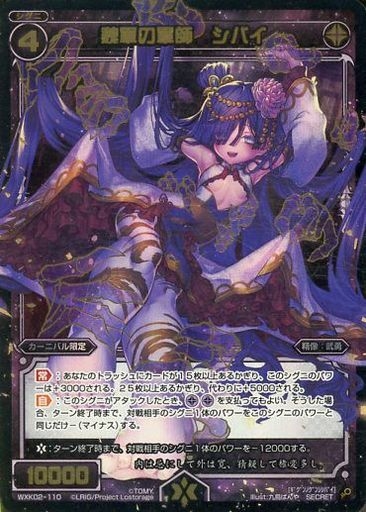 シグニ
4
軍師 シバイ
カーニバル限定
精像：武勇
常：あなたのトラッシュにカードが15枚以上あるかぎり、このシグニのパワ
ーは+3000される。25枚以上あるかぎり、代わりに+5000される。
自：このシグニがアタックしたとき、を支払ってもよい。そうした場
合、ターン終了時まで、対戦相手のシグニ1体のパワーをこのシグニのパワー
と同じだけー（マイナス）する。
：ターン終了時まで、対戦相手のシグニ1体のパワーを－12000する。
10000
内は忌にして外は寛、猜疑して権変多し
WXK02-110
©TOMY.
©LRIG/Project Lostorage
Illust.九鳥ぱんや
SECRET